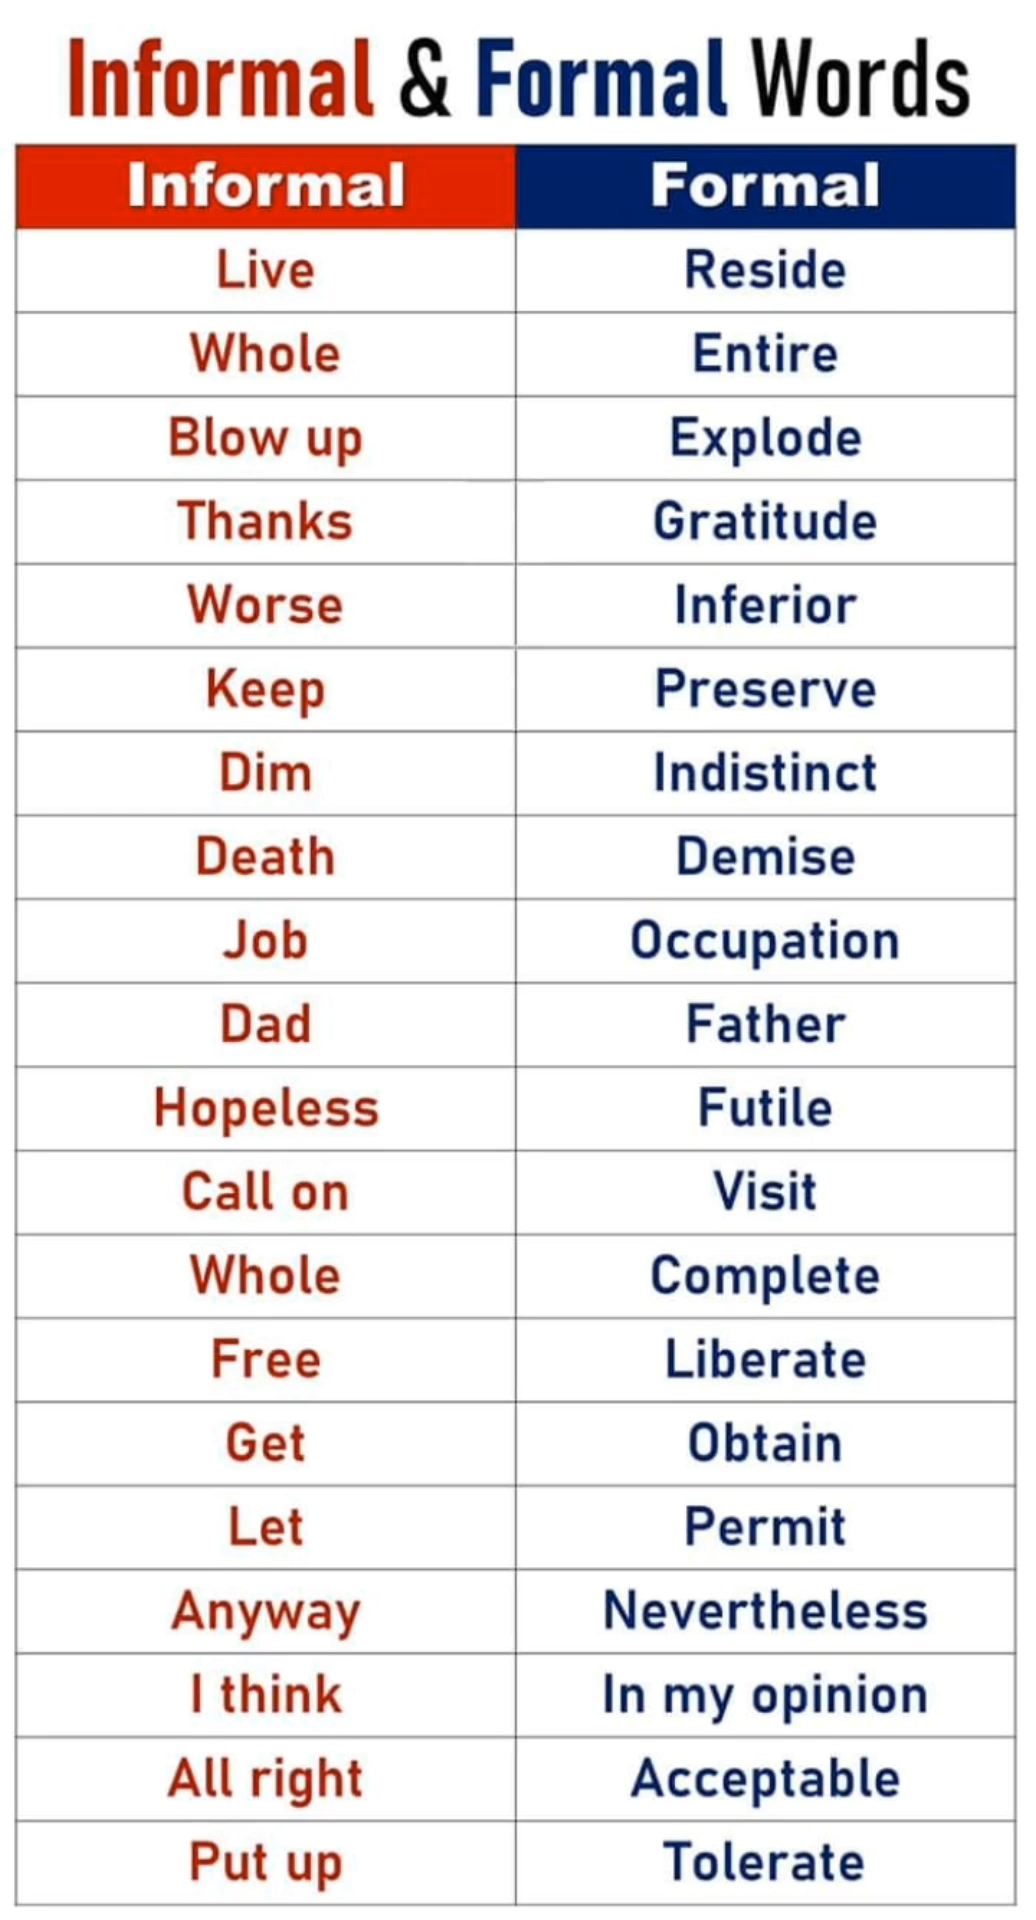 Informal & Formal Words
Informal Formal
Live Reside
Whole Entire
Blow up Explode
Thanks Gratitude
Worse Inferior
Keep Preserve
Dim Indistinct
Death Demise
Job Occupation
Dad Father
Hopeless Futile
Call on Visit
Whole Complete
Free Liberate
Get Obtain
Let Permit
Anyway Nevertheless
I think In my opinion
All right Acceptable
Put up Tolerate